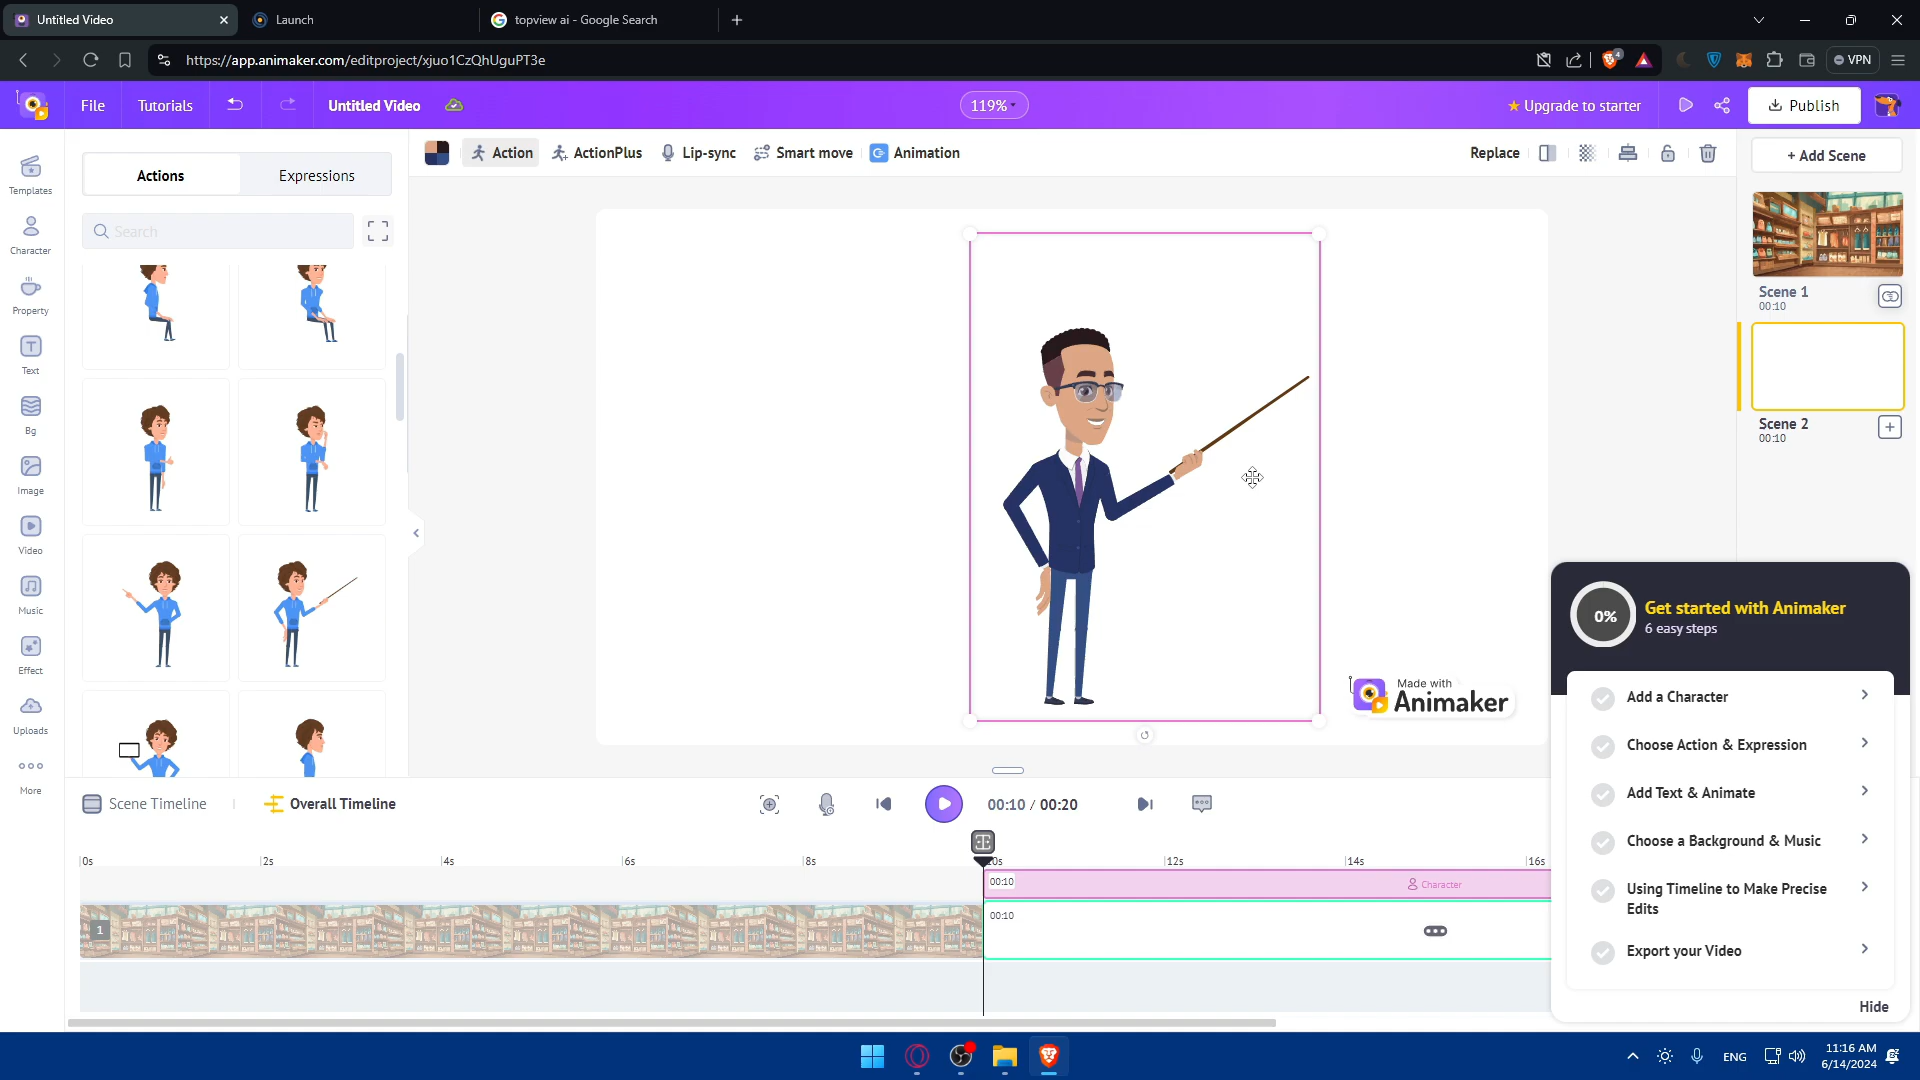 Untitled Video
Launch
topview ai - Google Search
https://app.animaker.com/editproject/xjuo1CzQhUguPT3e
4
VPN
File
Tutorials
Untitled Video
119%
Upgrade to starter
Publish
Action
ActionPlus
Lip-sync
Smart move
Animation
Replace
+ Add Scene
Actions
Expressions
Search
Templates
Character
Property
Text
Bg
Image
Video
Music
Effect
Uploads
More
Scene 1
00:10
Scene 2
00:10
Made with
Animaker
0%
Get started with Animaker
6 easy steps
Add a Character
Choose Action & Expression
Add Text & Animate
Choose a Background & Music
Using Timeline to Make Precise
Edits
Export your Video
Hide
Scene Timeline
Overall Timeline
00:10 / 00:20
0s
2s
4s
6s
8s
10s
12s
14s
16s
00:10
Character
1
00:10
ENG
11:16 AM
6/14/2024